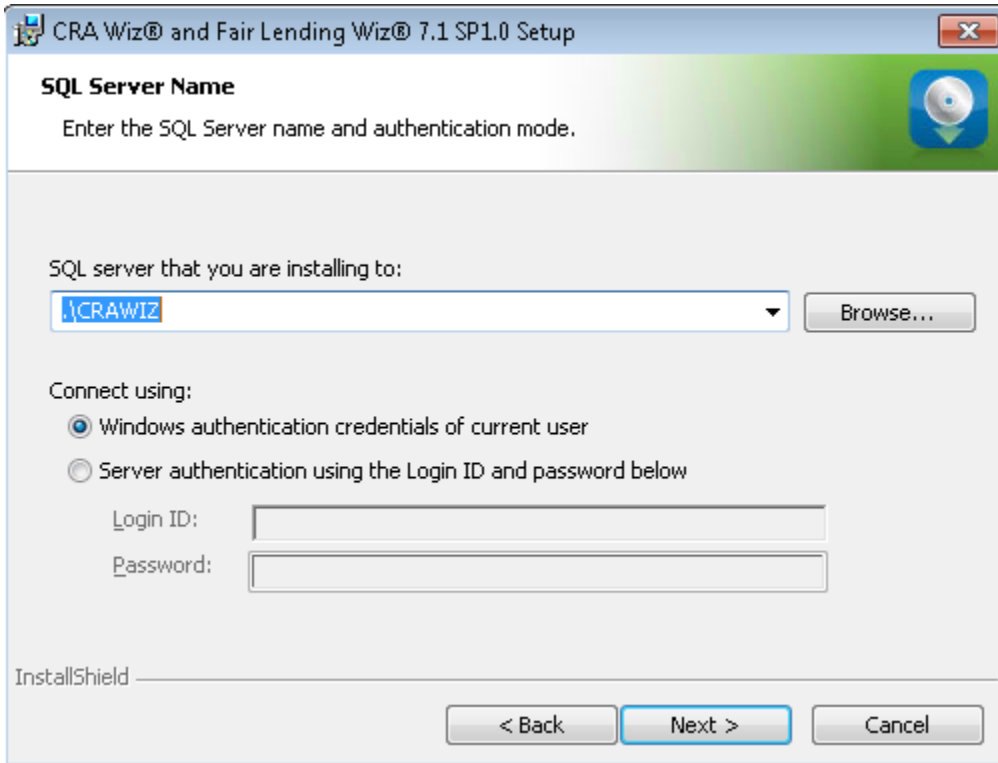 CRA Wiz® and Fair Lending Wiz® 7.1 SP1.0 Setup
SQL Server Name
Enter the SQL Server name and authentication mode.
SQL server that you are installing to:
.\CRAWIZ
Browse...
Connect using:
Windows authentication credentials of current user
Server authentication using the Login ID and password below
Login ID:
Password:
InstallShield
< Back
Next >
Cancel